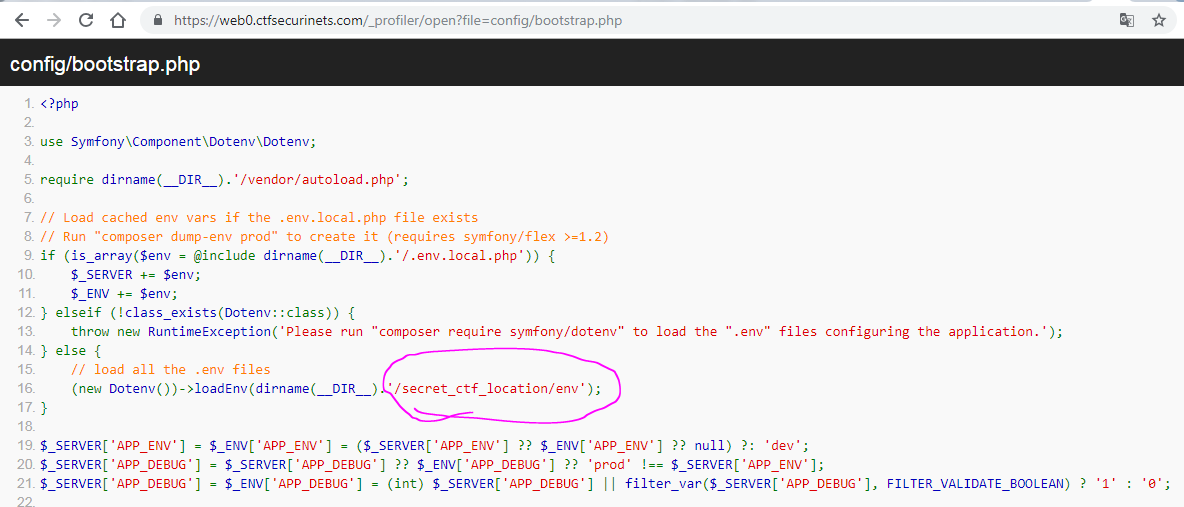 https://web0.ctfsecurinets.com/_profiler/open?file=config/bootstrap.php
config/bootstrap.php
1. <?php
2.
3. use Symfony\Component\Dotenv\Dotenv;
4.
5. require dirname(__DIR__).'/vendor/autoload.php';
6.
7. // Load cached env vars if the .env.local.php file exists
8. // Run "composer dump-env prod" to create it (requires symfony/flex >=1.2)
9. if (is_array($env = @include dirname(__DIR__).'/.env.local.php')) {
10.     $_SERVER += $env;
11.     $_ENV += $env;
12. } elseif (!class_exists(Dotenv::class)) {
13.     throw new RuntimeException('Please run "composer require symfony/dotenv" to load the ".env" files configuring the application.');
14. } else {
15.     // load all the .env files
16.     (new Dotenv())->loadEnv(dirname(__DIR__).'/secret_ctf_location/env');
17. }
18.
19. $_SERVER['APP_ENV'] = $_ENV['APP_ENV'] = ($_SERVER['APP_ENV'] ?? $_ENV['APP_ENV'] ?? null) ?: 'dev';
20. $_SERVER['APP_DEBUG'] = $_SERVER['APP_DEBUG'] ?? $_ENV['APP_DEBUG'] ?? 'prod' !== $_SERVER['APP_ENV'];
21. $_SERVER['APP_DEBUG'] = $_ENV['APP_DEBUG'] = (int) $_SERVER['APP_DEBUG'] || filter_var($_SERVER['APP_DEBUG'], FILTER_VALIDATE_BOOLEAN) ? '1' : '0';
22.